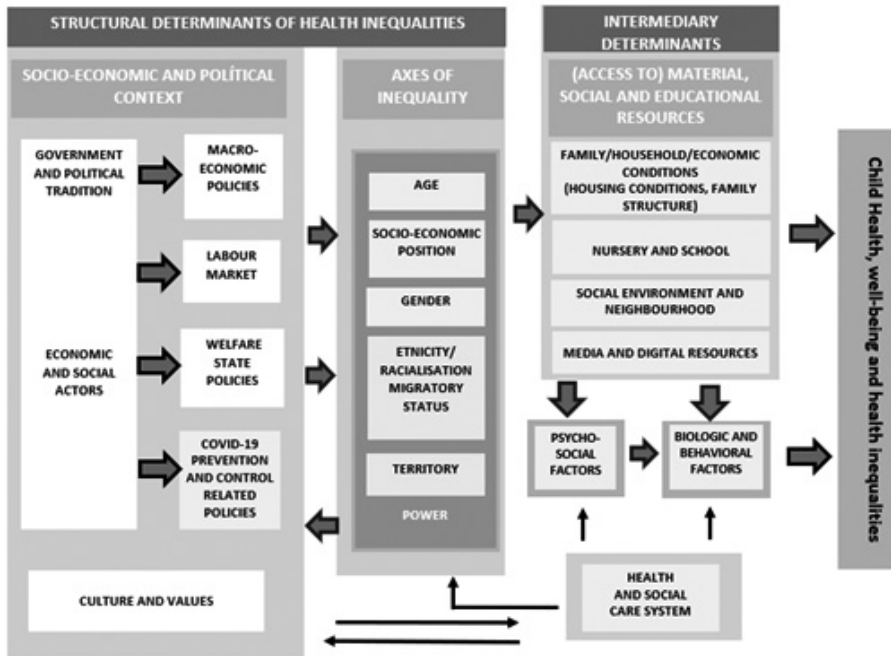 STRUCTURAL DETERMINANTS OF HEALTH INEQUALITIES
SOCIO-ECONOMIC AND POLÍTICAL
CONTEXT
GOVERNMENT
AND POLITICAL
TRADITION
ECONOMIC
AND SOCIAL
ACTORS
MACRO-
ECONOMIC
POLICIES
LABOUR
MARKET
WELFARE
STATE
POLICIES
COVID-19
PREVENTION
AND CONTROL
RELATED
POLICIES
CULTURE AND VALUES
AXES OF
INEQUALITY
AGE
SOCIO-ECONOMIC
POSITION
GENDER
ETNICITY/
RACIALISATION
MIGRATORY
STATUS
TERRITORY
POWER
INTERMEDIARY
DETERMINANTS
(ACCESS TO) MATERIAL,
SOCIAL AND EDUCATIONAL
RESOURCES
FAMILY/HOUSEHOLD/ECONOMIC
CONDITIONS
(HOUSING CONDITIONS, FAMILY
STRUCTURE)
NURSERY AND SCHOOL
SOCIAL ENVIRONMENT AND
NEIGHBOURHOOD
MEDIA AND DIGITAL RESOURCES
PSYCHO-
SOCIAL
FACTORS
BIOLOGIC AND
BEHAVIORAL
FACTORS
HEALTH
AND SOCIAL
CARE SYSTEM
Child Health, well-being and health inequalities